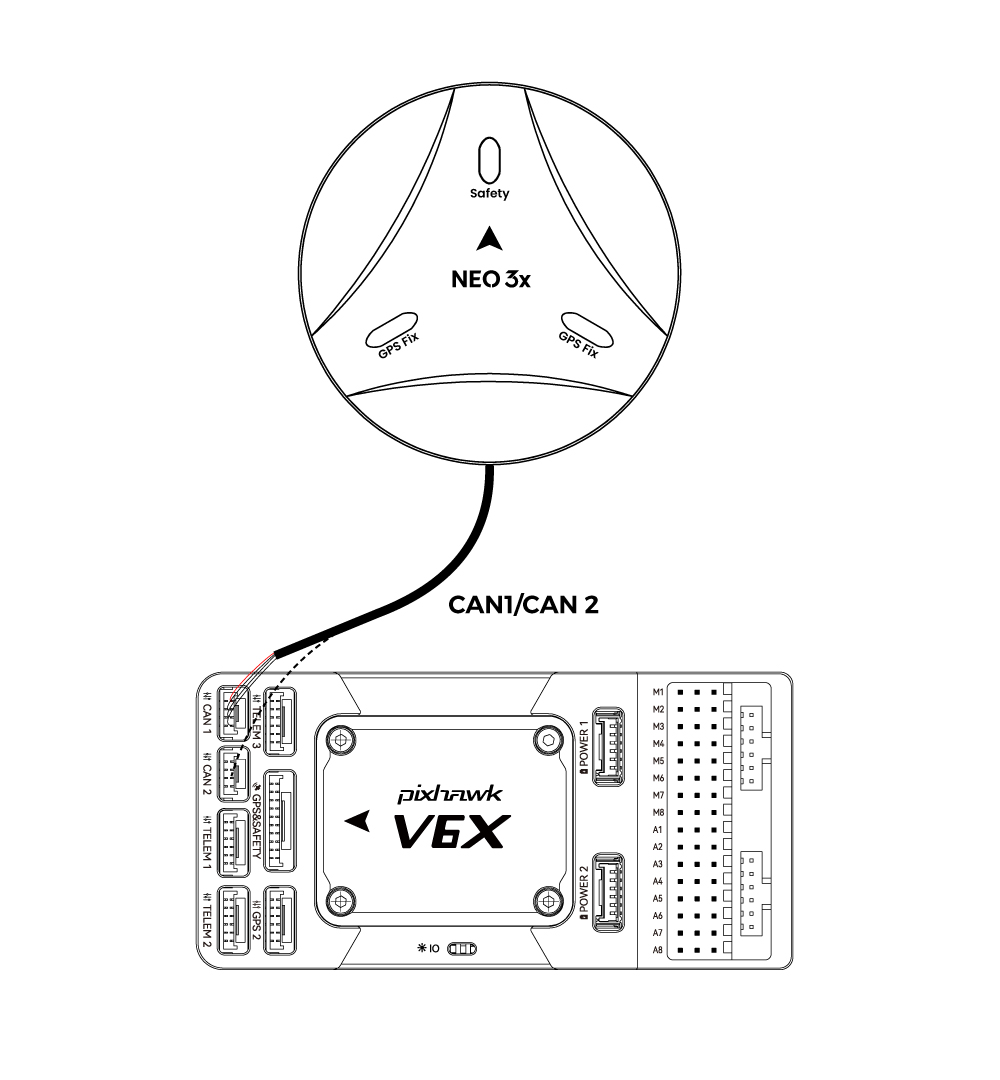 Safety
NEO 3x
GPS Fix
GPS Fix
CAN1/CAN 2
CAN 1
TELEM 3
CAN 2
GPS&SAFETY
TELEM 1
TELEM 2
GPS 2
pixhawk
V6X
IO
POWER 1
POWER 2
M1
M2
M3
M4
M5
M6
M7
M8
A1
A2
A3
A4
A5
A6
A7
A8